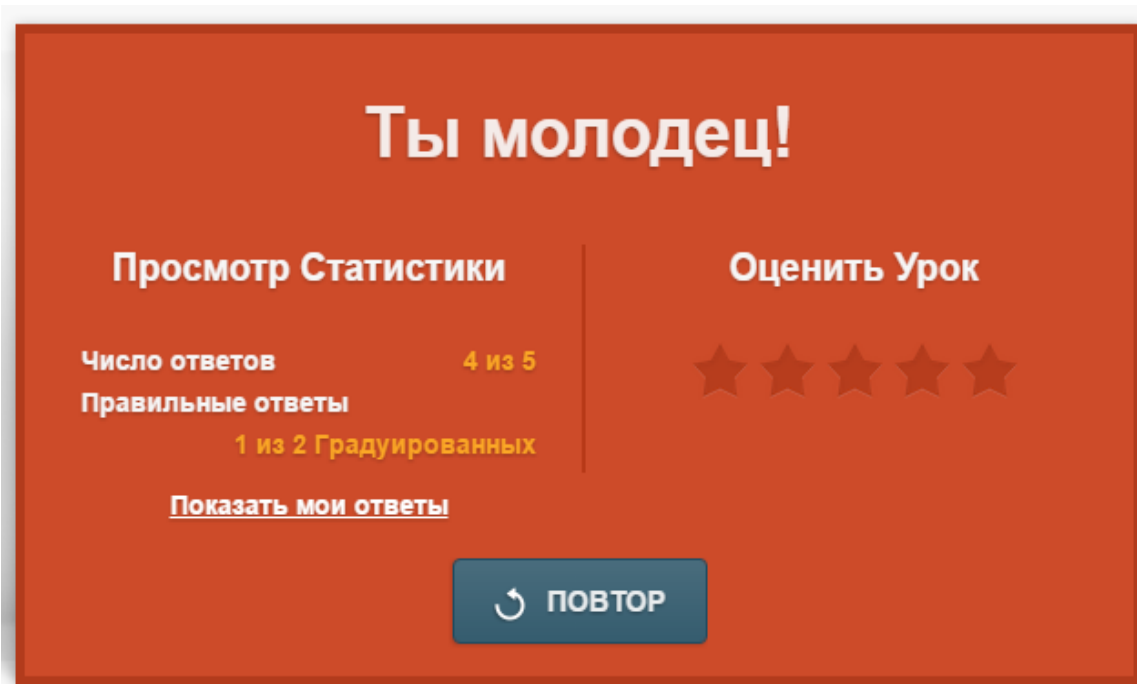 Ты молодец!
Просмотр Статистики
Число ответов 4 из 5
Правильные ответы
1 из 2 Градуированных
Показать мои ответы
Оценить Урок
ПОВТОР